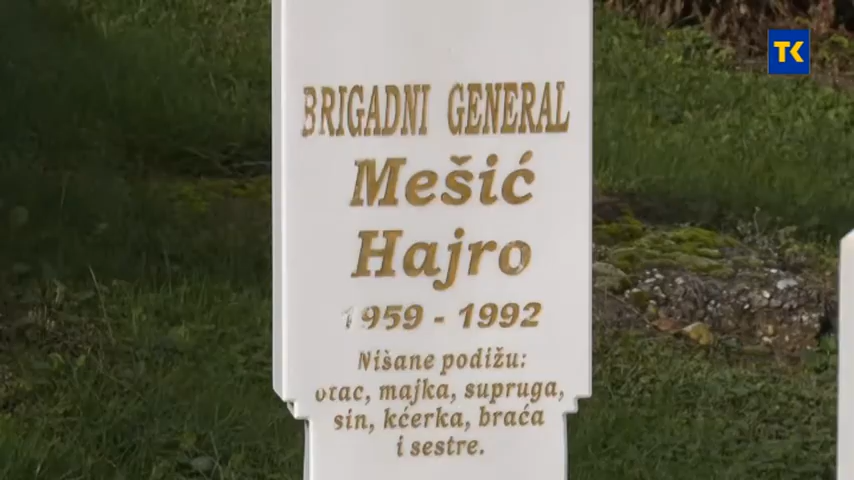 TK
BRIGADNI GENERAL
Mešić
Hajro
1959 - 1992
Nišane podižu:
otac, majka, supruga,
sin, kćerka, braća
i sestre.